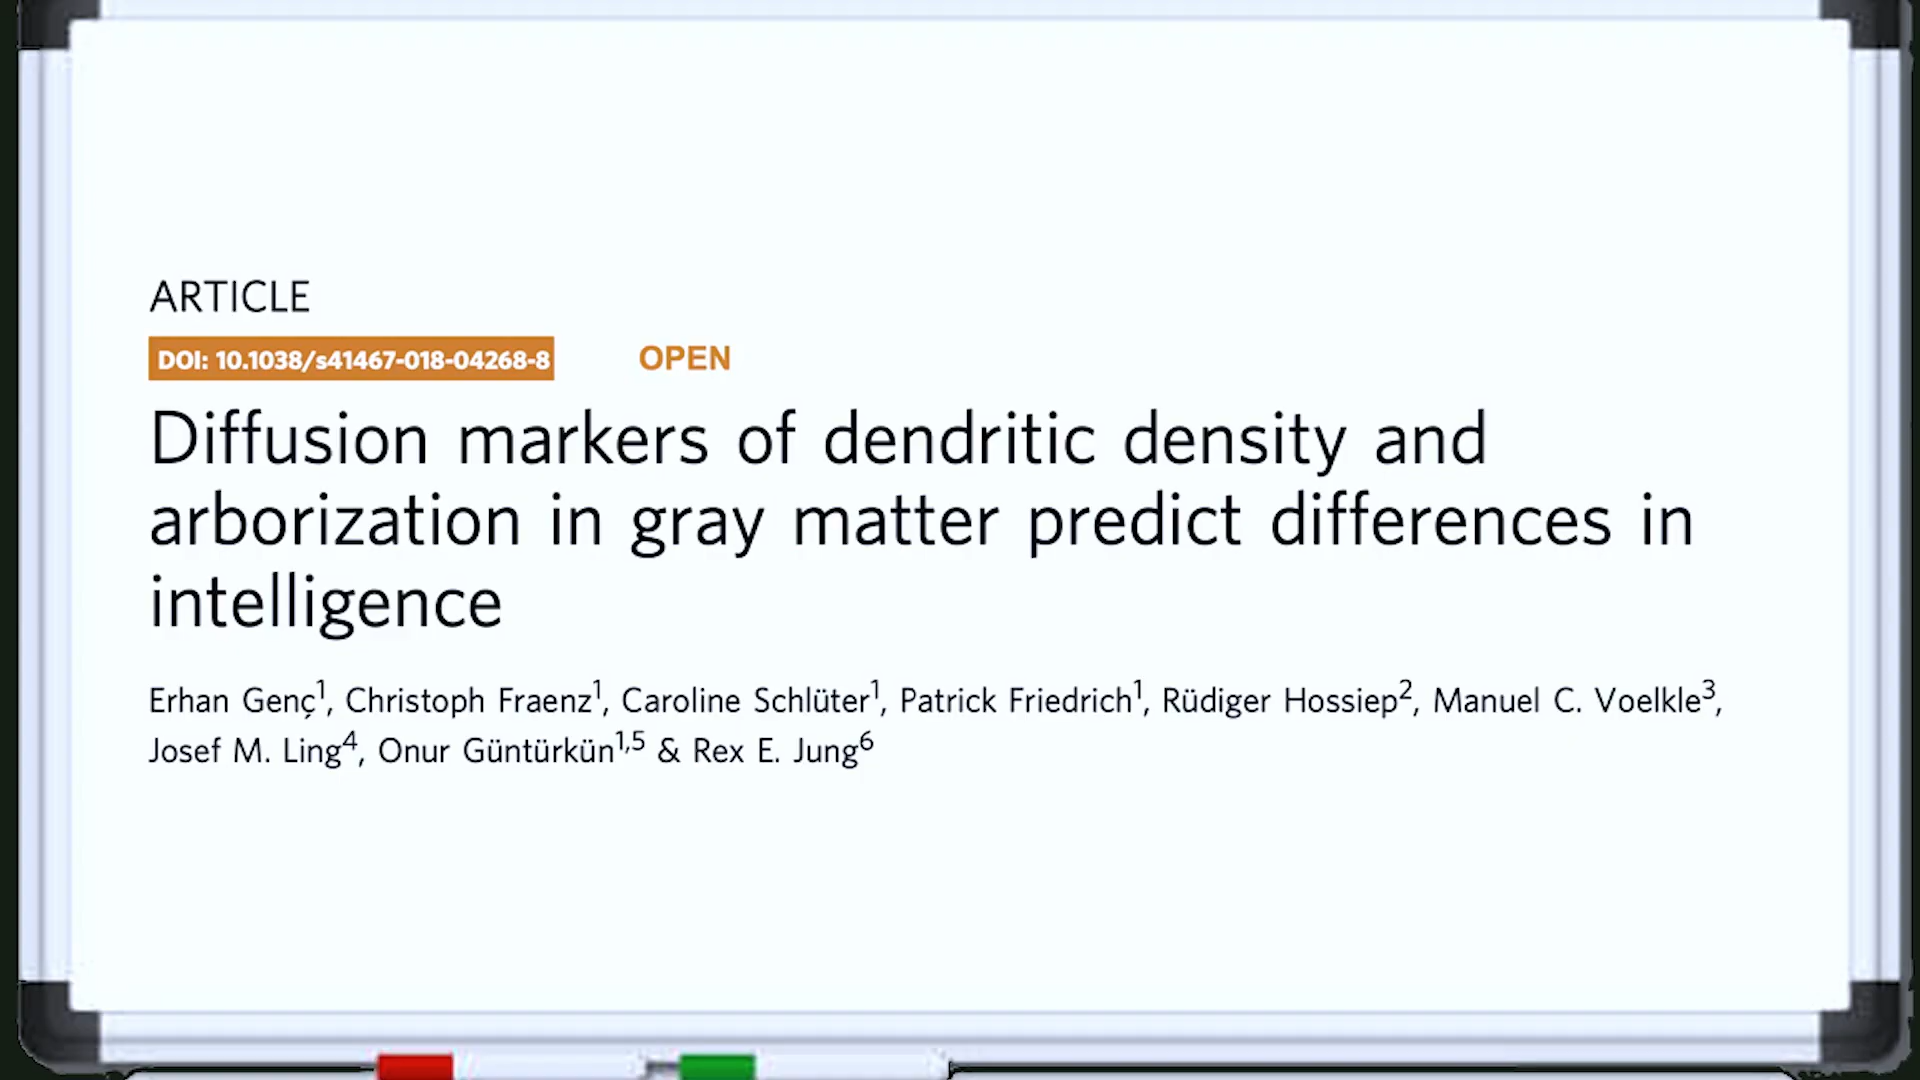 ARTICLE
DOI: 10.1038/s41467-018-04268-8 OPEN
Diffusion markers of dendritic density and
arborization in gray matter predict differences in
intelligence
Erhan Genç1, Christoph Fraenz1, Caroline Schlüter1, Patrick Friedrich1, Rüdiger Hossiep2, Manuel C. Voelkle3,
Josef M. Ling4, Onur Güntürkün1,5 & Rex E. Jung6